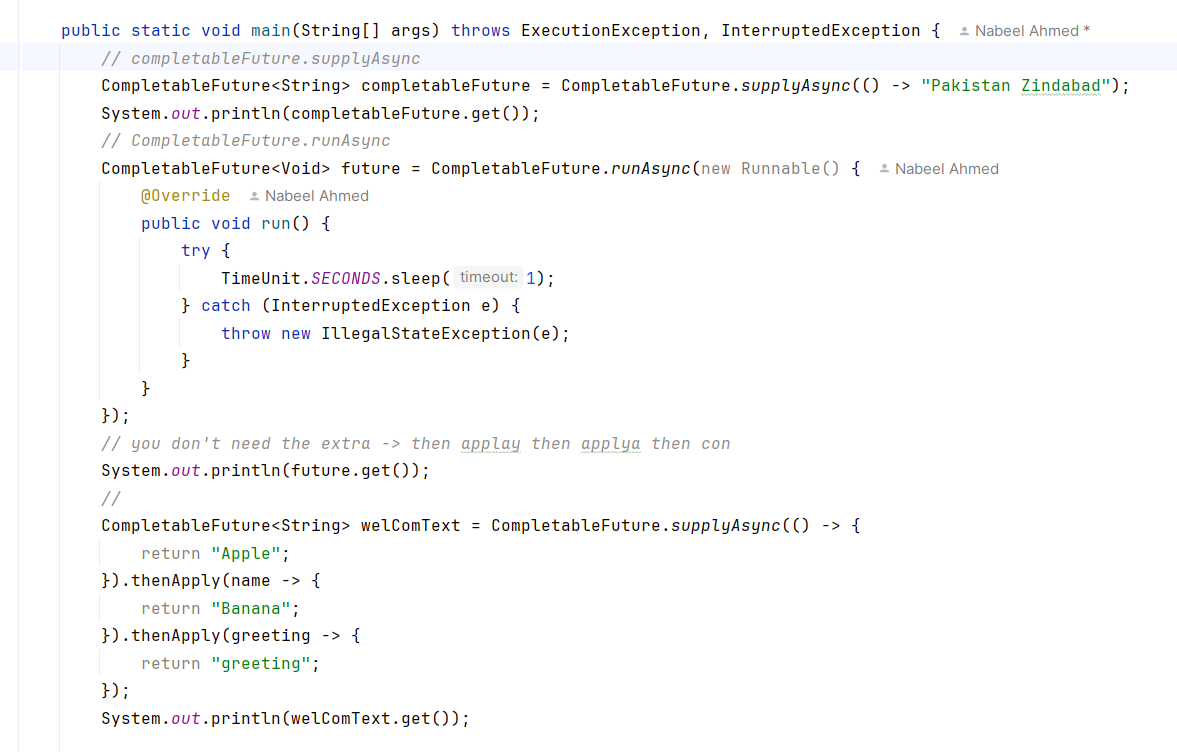 public static void main(String[] args) throws ExecutionException, InterruptedException { Nabeel Ahmed *
// completableFuture.supplyAsync
CompletableFuture<String> completableFuture = CompletableFuture.supplyAsync(() -> "Pakistan Zindabad");
System.out.println(completableFuture.get());
// CompletableFuture.runAsync
CompletableFuture<Void> future = CompletableFuture.runAsync(new Runnable() { Nabeel Ahmed
@Override Nabeel Ahmed
public void run() {
try {
TimeUnit.SECONDS.sleep( timeout: 1);
} catch (InterruptedException e) {
throw new IllegalStateException(e);
}
}
});
// you don't need the extra -> then applay then applya then con
System.out.println(future.get());
//
CompletableFuture<String> welComText = CompletableFuture.supplyAsync(() -> {
return "Apple";
}).thenApply(name -> {
return "Banana";
}).thenApply(greeting -> {
return "greeting";
});
System.out.println(welComText.get());